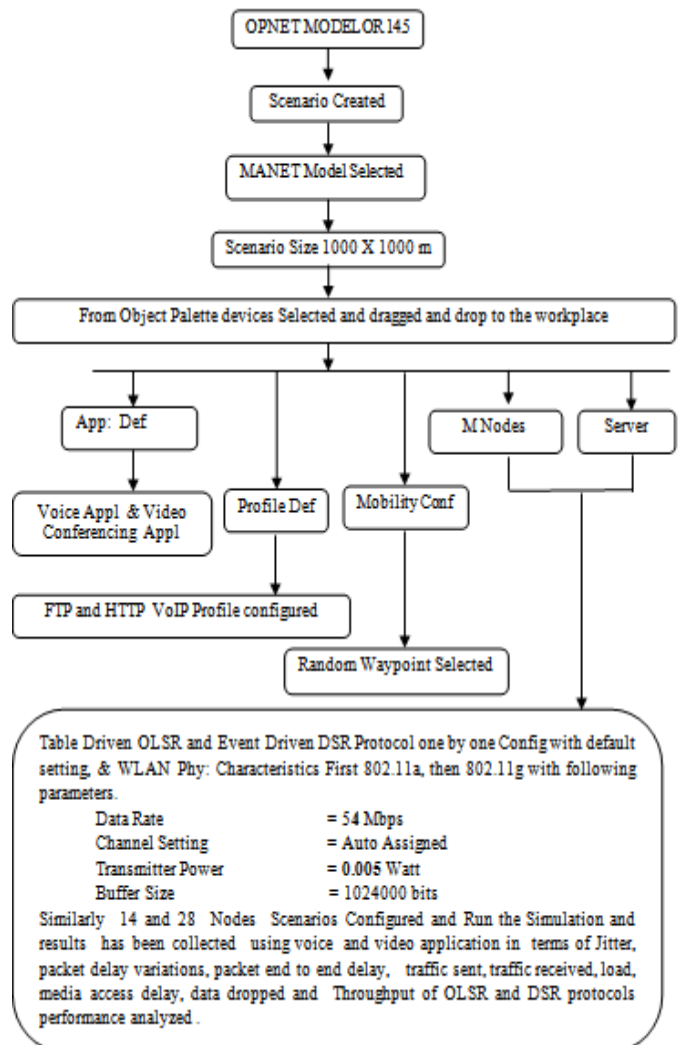 OPNET MODELOR 14.5
Scenario Created
MANET Model Selected
Scenario Size 1000 X 1000 m
From Object Palette devices Selected and dragged and drop to the workplace
App: Def
M Nodes
Server
Voice Appl & Video
Conferencing Appl
Profile Def
Mobility Conf
FTP and HTTP VoIP Profile configured
Random Waypoint Selected
Table Driven OLSR and Event Driven DSR Protocol one by one Config with default
setting, & WLAN Phy: Characteristics First 802.11a, then 802.11g with following
parameters.
Data Rate = 54 Mbps
Channel Setting = Auto Assigned
Transmitter Power = 0.005 Watt
Buffer Size = 1024000 bits
Similarly 14 and 28 Nodes Scenarios Configured and Run the Simulation and
results has been collected using voice and video application in terms of Jitter,
packet delay variations, packet end to end delay, traffic sent, traffic received, load,
media access delay, data dropped and Throughput of OLSR and DSR protocols
performance analyzed .